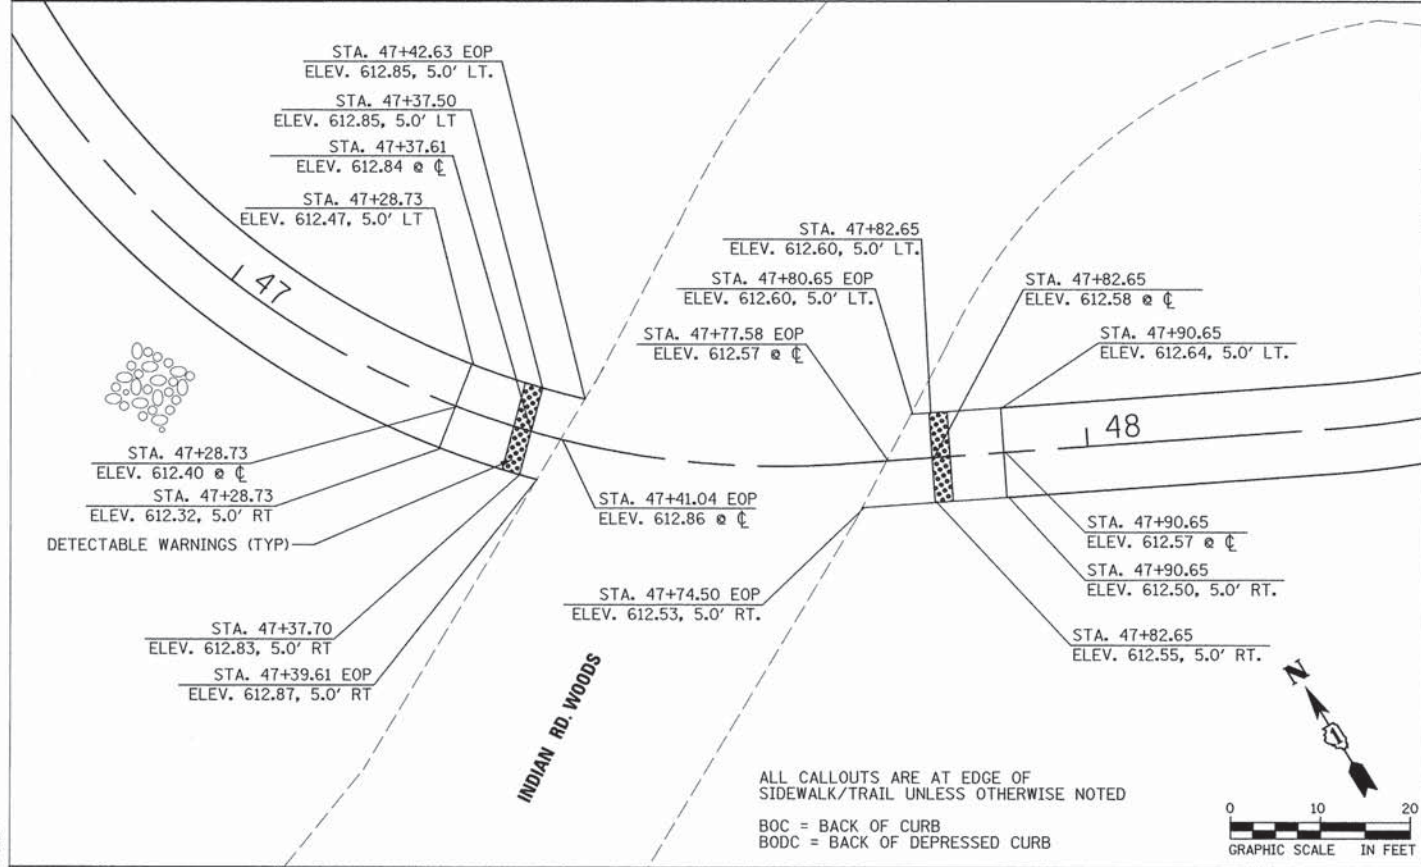 STA. 47+42.63 EOP
ELEV. 612.85, 5.0' LT.
STA. 47+37.50
ELEV. 612.85, 5.0' LT
STA. 47+37.61
ELEV. 612.84 @ ℄
STA. 47+28.73
ELEV. 612.47, 5.0' LT
47
STA. 47+28.73
ELEV. 612.40 @ ℄
STA. 47+28.73
ELEV. 612.32, 5.0' RT
DETECTABLE WARNINGS (TYP)
STA. 47+37.70
ELEV. 612.83, 5.0' RT
STA. 47+39.61 EOP
ELEV. 612.87, 5.0' RT
STA. 47+82.65
ELEV. 612.60, 5.0' LT.
STA. 47+80.65 EOP
ELEV. 612.60, 5.0' LT.
STA. 47+77.58 EOP
ELEV. 612.57 @ ℄
STA. 47+41.04 EOP
ELEV. 612.86 @ ℄
STA. 47+74.50 EOP
ELEV. 612.53, 5.0' RT.
INDIAN RD. WOODS
STA. 47+82.65
ELEV. 612.58 @ ℄
STA. 47+90.65
ELEV. 612.64, 5.0' LT.
48
STA. 47+90.65
ELEV. 612.57 @ ℄
STA. 47+90.65
ELEV. 612.50, 5.0' RT.
STA. 47+82.65
ELEV. 612.55, 5.0' RT.
N
1
ALL CALLOUTS ARE AT EDGE OF
SIDEWALK/TRAIL UNLESS OTHERWISE NOTED
BOC = BACK OF CURB
BODC = BACK OF DEPRESSED CURB
0 10 20
GRAPHIC SCALE IN FEET